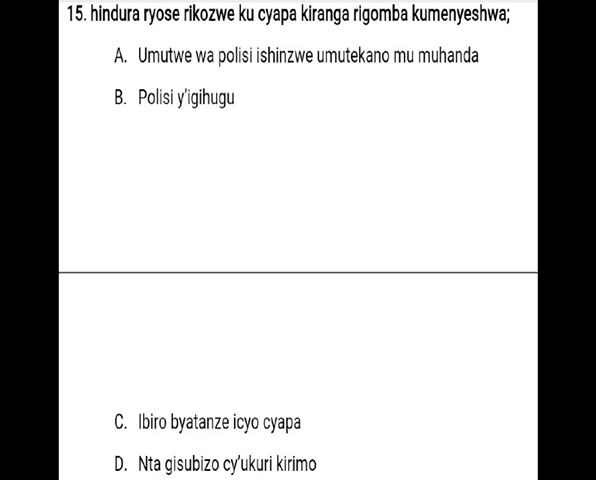 15. hindura ryose rikozwe ku cyapa kiranga rigomba kumenyeshwa;
A. Umutwe wa polisi ishinzwe umutekano mu muhanda
B. Polisi y'igihugu
C. Ibiro byatanze icyo cyapa
D. Nta gisubizo cy'ukuri kirimo